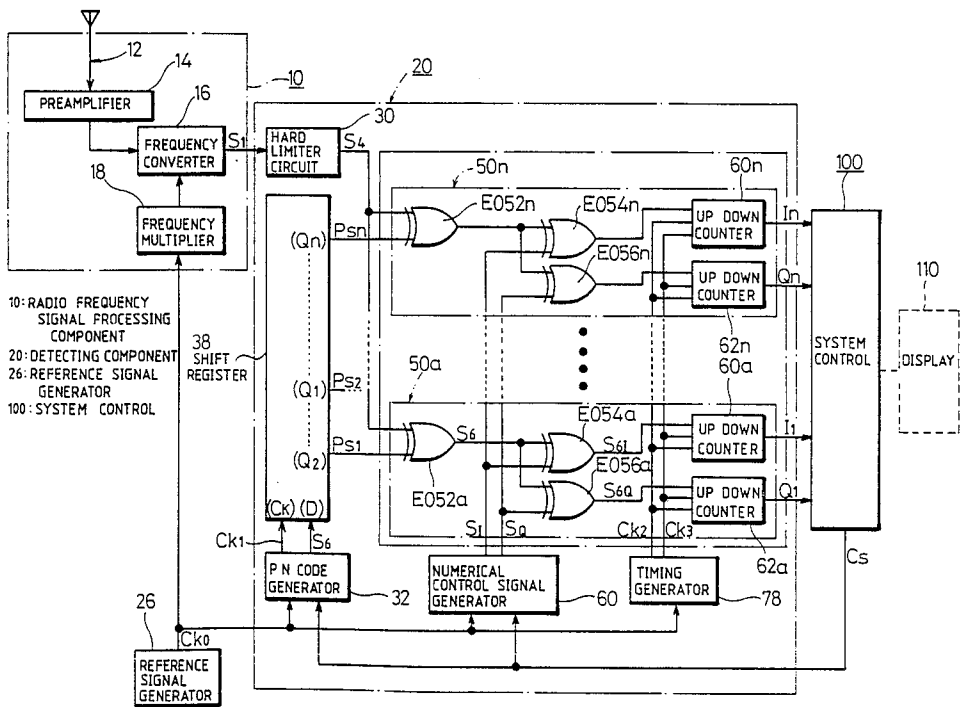 12
14
10
20
PREAMPLIFIER
16
30
S1
HARD
LIMITER
CIRCUIT
S4
FREQUENCY
CONVERTER
18
FREQUENCY
MULTIPLIER
50n
60n
100
E052n
E054n
UP DOWN
COUNTER
In
(Qn)
Psn
E056n
UP DOWN
COUNTER
Qn
110
10: RADIO FREQUENCY
SIGNAL PROCESSING
COMPONENT
20: DETECTING COMPONENT
26: REFERENCE SIGNAL
GENERATOR
100: SYSTEM CONTROL
38
SHIFT
REGISTER
62n
SYSTEM
CONTROL
DISPLAY
50a
60a
(Q1)
Ps2
E054a
UP DOWN
COUNTER
I1
S6
S6I
(Q2)
Ps1
E056a
E052a
S6Q
UP DOWN
COUNTER
Q1
(CK) (D)
SI
SQ
Ck2
Ck3
62a
Ck1
S6
Cs
PN CODE
GENERATOR
32
NUMERICAL
CONTROL SIGNAL
GENERATOR
60
TIMING
GENERATOR
78
26
Ck0
REFERENCE
SIGNAL
GENERATOR